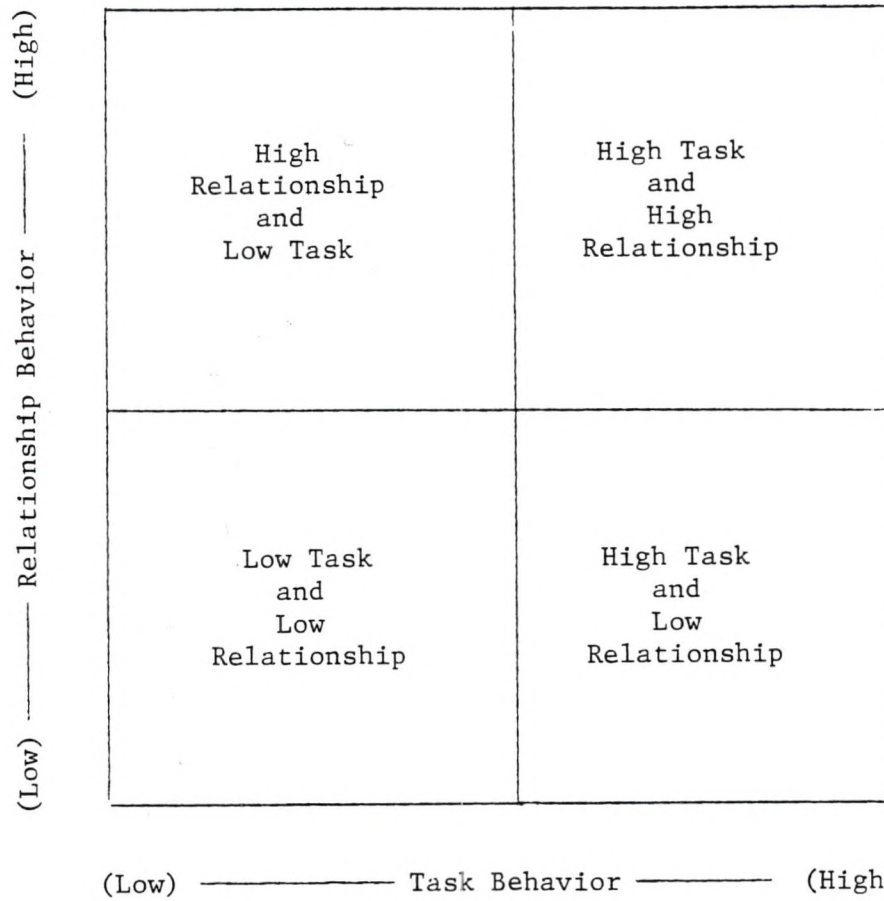 (Low) ——— Relationship Behavior ——— (High)
High
Relationship
and
Low Task
High Task
and
High
Relationship
Low Task
and
Low
Relationship
High Task
and
Low
Relationship
(Low) ——— Task Behavior ——— (High